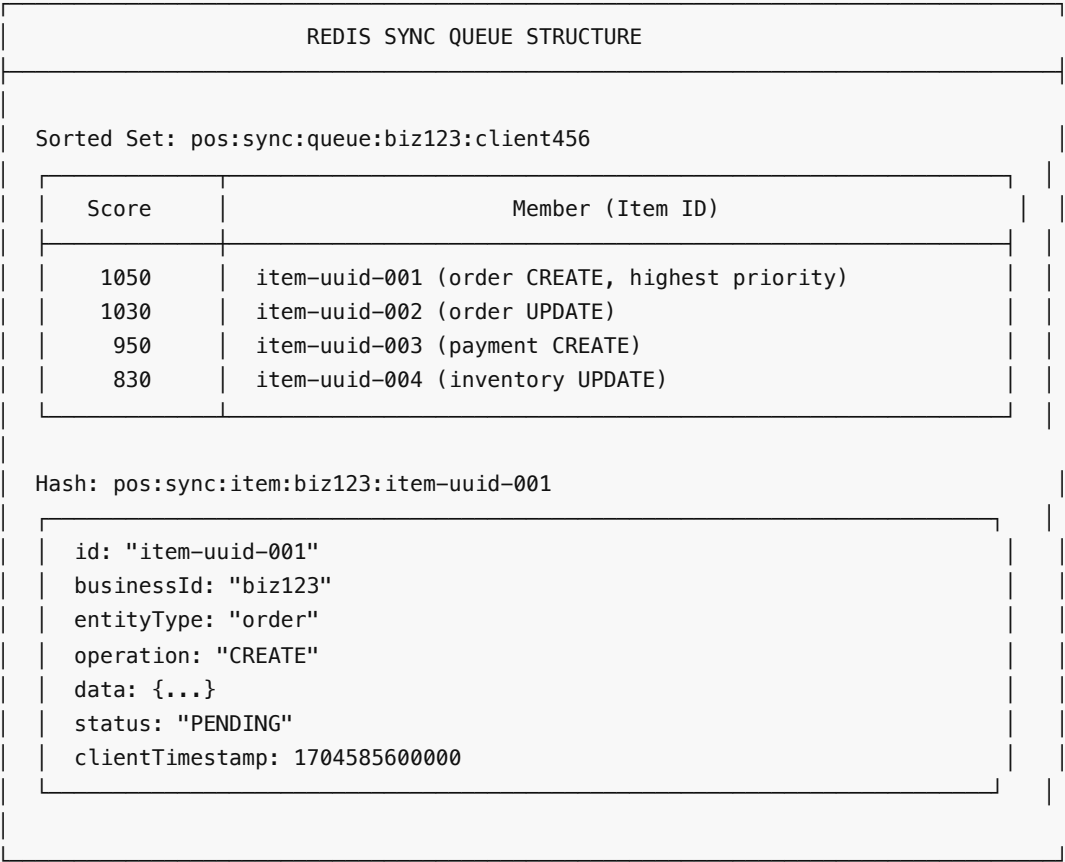 REDIS SYNC QUEUE STRUCTURE
Sorted Set: pos:sync:queue:biz123:client456
Score Member (Item ID)
1050 item-uuid-001 (order CREATE, highest priority)
1030 item-uuid-002 (order UPDATE)
950 item-uuid-003 (payment CREATE)
830 item-uuid-004 (inventory UPDATE)
Hash: pos:sync:item:biz123:item-uuid-001
id: "item-uuid-001"
businessId: "biz123"
entityType: "order"
operation: "CREATE"
data: {...}
status: "PENDING"
clientTimestamp: 1704585600000